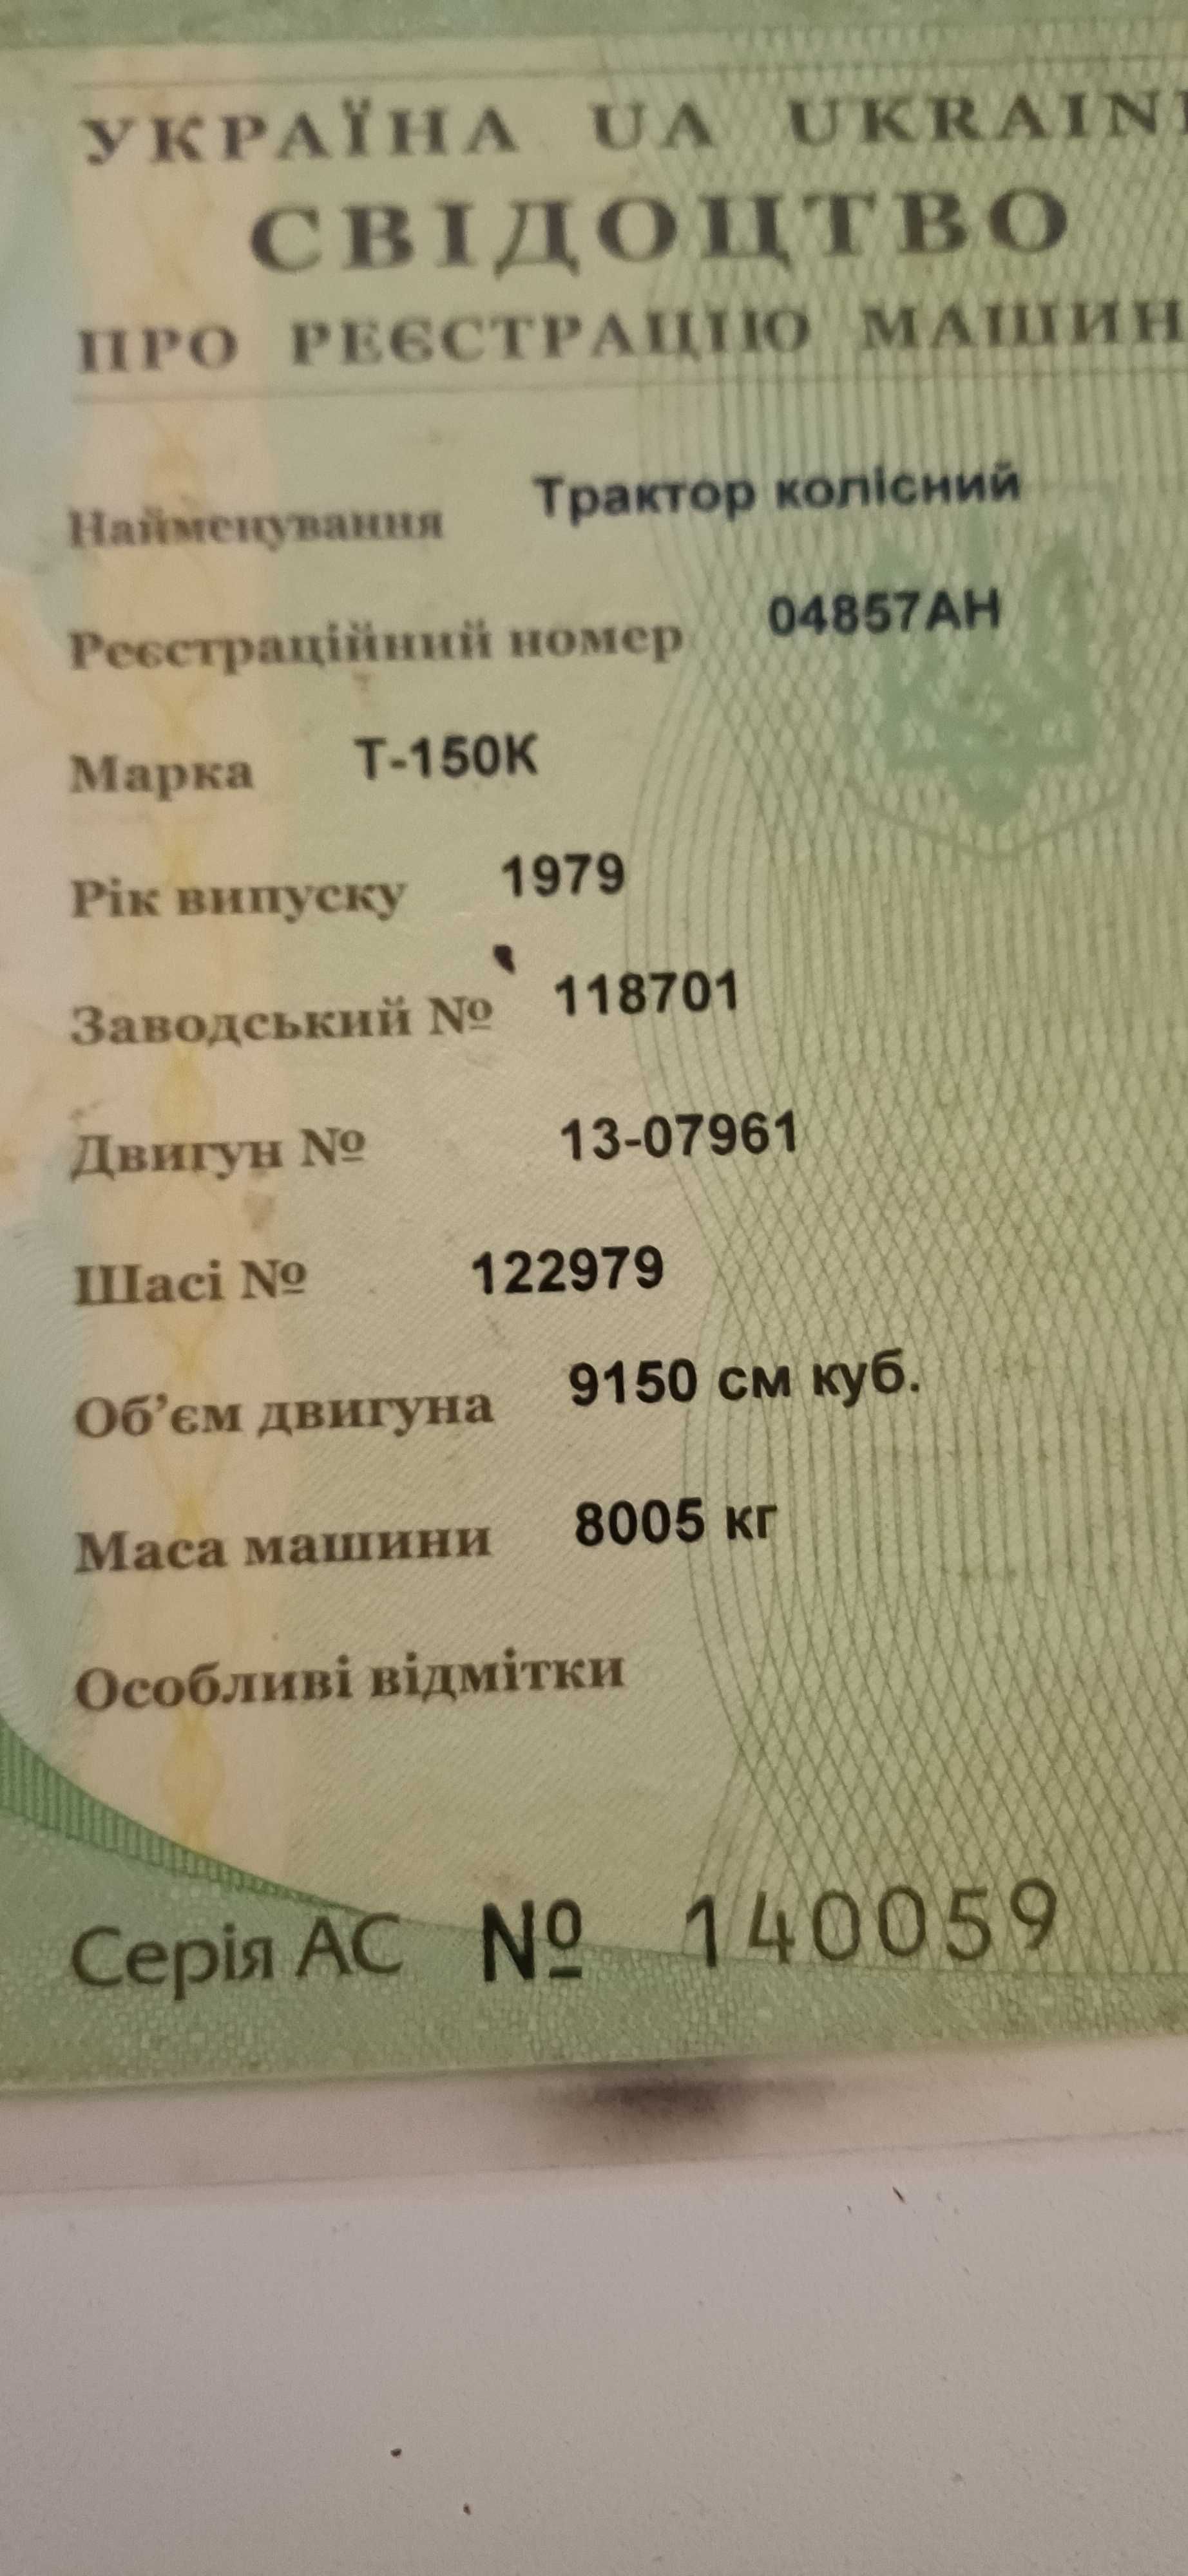 УКРАЇНА UA UKRAINE
СВІДОЦТВО
ПРО РЕЄСТРАЦІЮ МАШИН
Найменування Трактор колісний
Реєстраційний номер 04857АН
Марка Т-150К
Рік випуску 1979
Заводський № 118701
Двигун № 13-07961
Шасі № 122979
Об’єм двигуна 9150 см куб.
Маса машини 8005 кг
Особливі відмітки
Серія АС № 140059